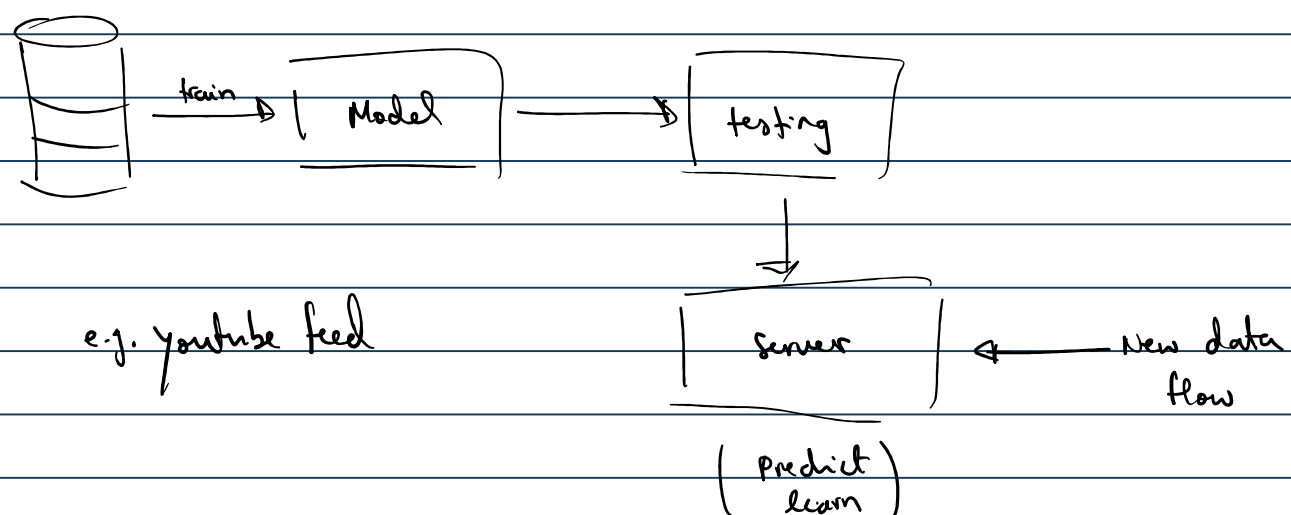 train
Model
testing
e.g. youtube feed
server
New data
flow
(Predict
learn)